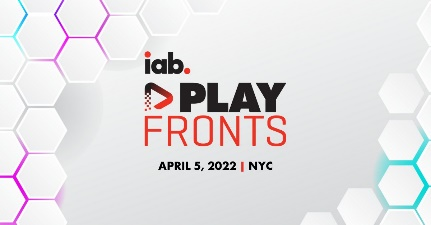 iab.
PLAY
FRONTS
APRIL 5, 2022 | NYC